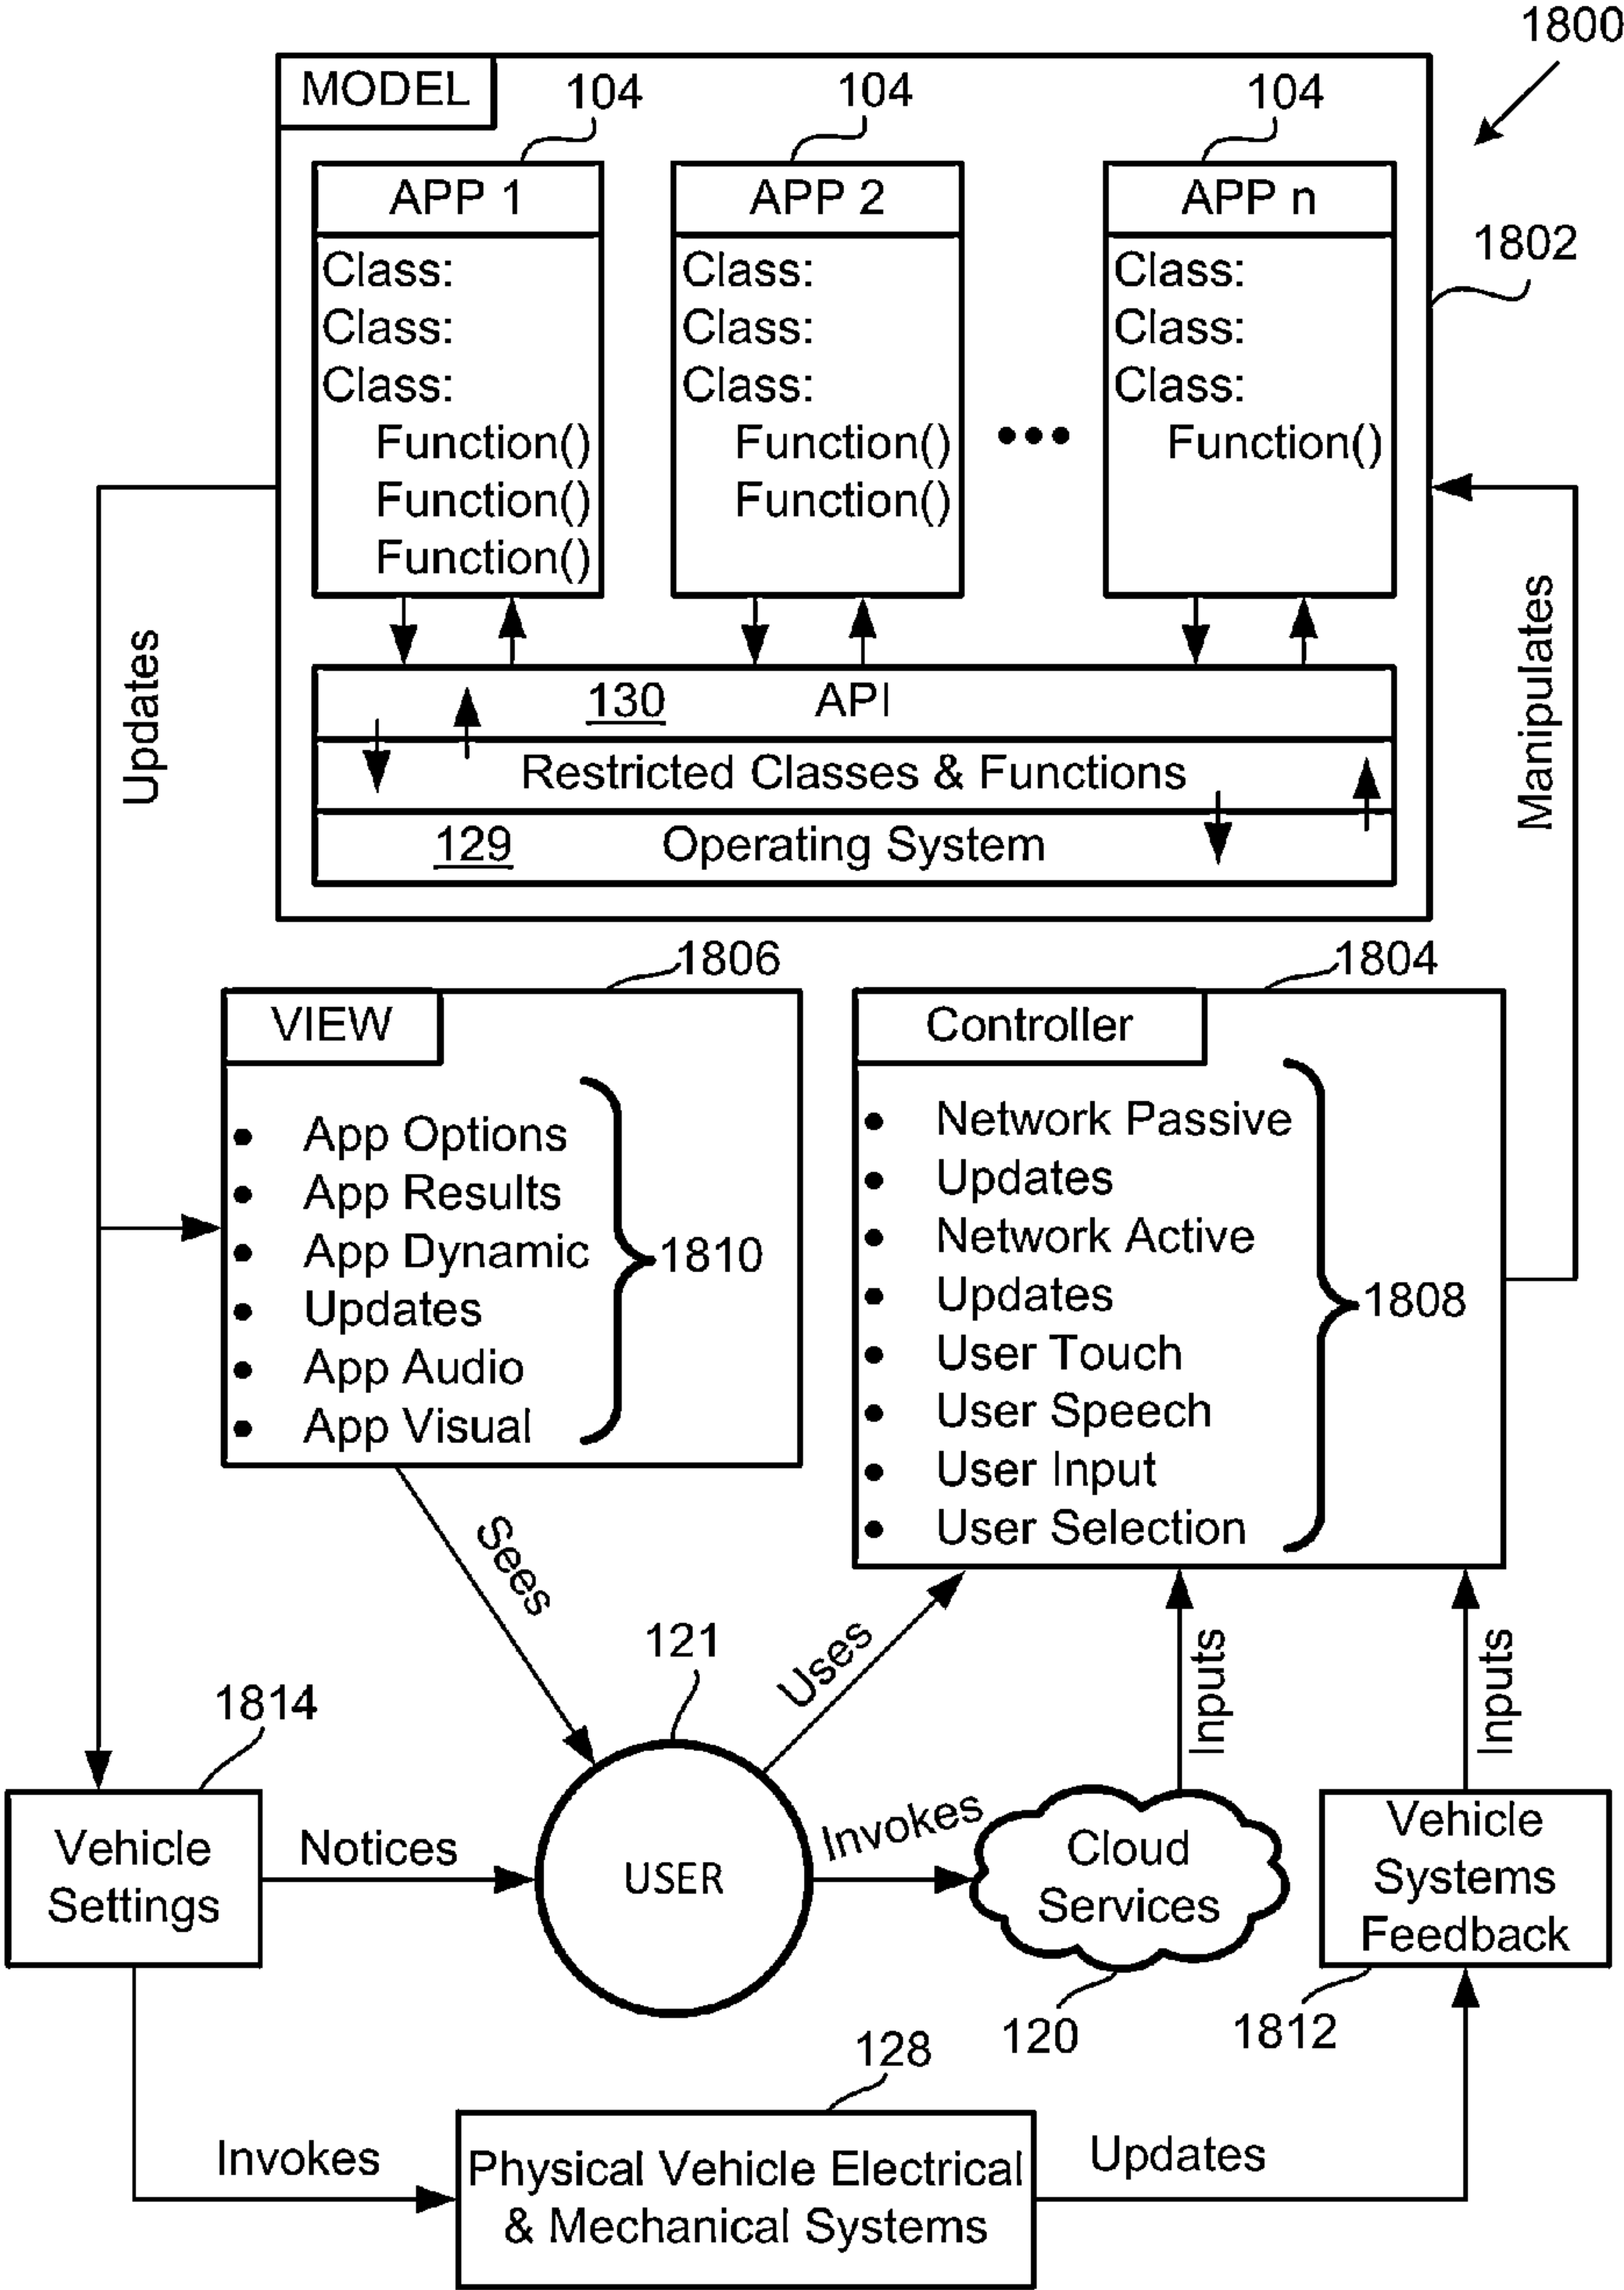 1800
MODEL
104
104
104
APP 1
APP 2
APP n
1802
Class:
Class:
Class:
Function()
Function()
Function()
Class:
Class:
Class:
Function()
Function()
Class:
Class:
Class:
Function()
130 API
Restricted Classes & Functions
129 Operating System
Updates
Manipulates
1806
VIEW
• App Options
• App Results
• App Dynamic
• Updates
• App Audio
• App Visual
1810
1804
Controller
• Network Passive
• Updates
• Network Active
• Updates
• User Touch
• User Speech
• User Input
• User Selection
1808
Sees
Uses
Inputs
Inputs
121
1814
Vehicle
Settings
Notices
USER
Invokes
Cloud
Services
Vehicle
Systems
Feedback
120
1812
128
Invokes
Physical Vehicle Electrical
& Mechanical Systems
Updates